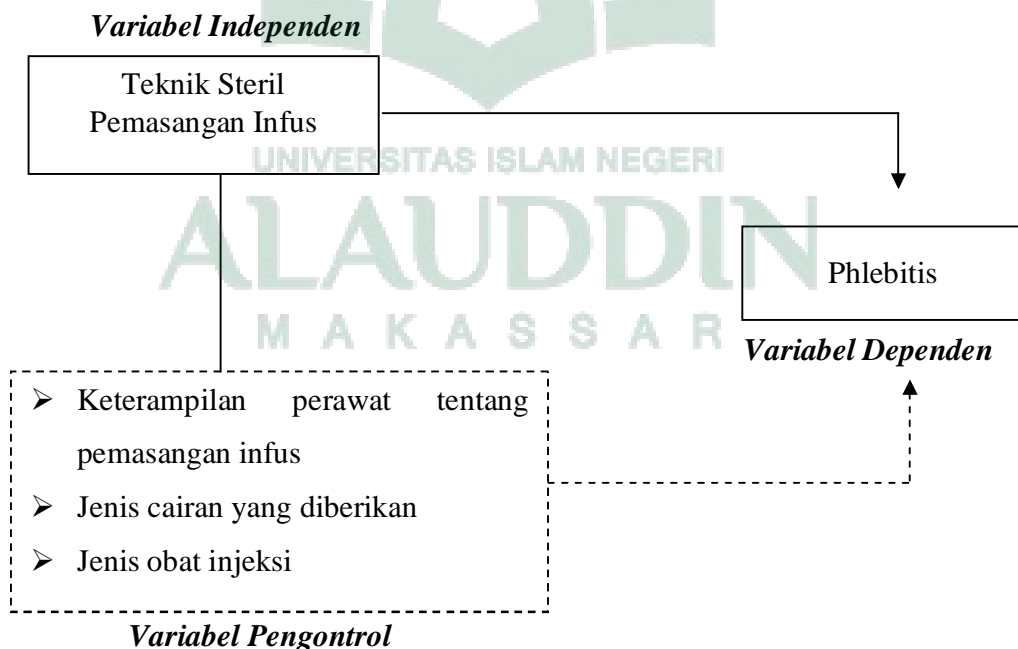 Variabel Independen
Teknik Steril
Pemasangan Infus
UNIVERSITAS ISLAM NEGERI
ALAUDDIN
MAKASSAR
Phlebitis
Variabel Dependen
➢ Keterampilan perawat tentang
pemasangan infus
➢ Jenis cairan yang diberikan
➢ Jenis obat injeksi
Variabel Pengontrol